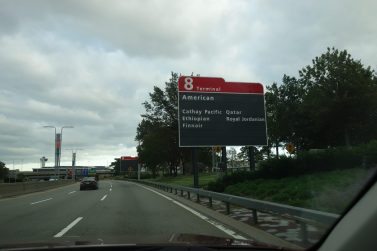 8 Terminal
American
Cathay Pacific Qatar
Ethiopian Royal Jordanian
Finnair